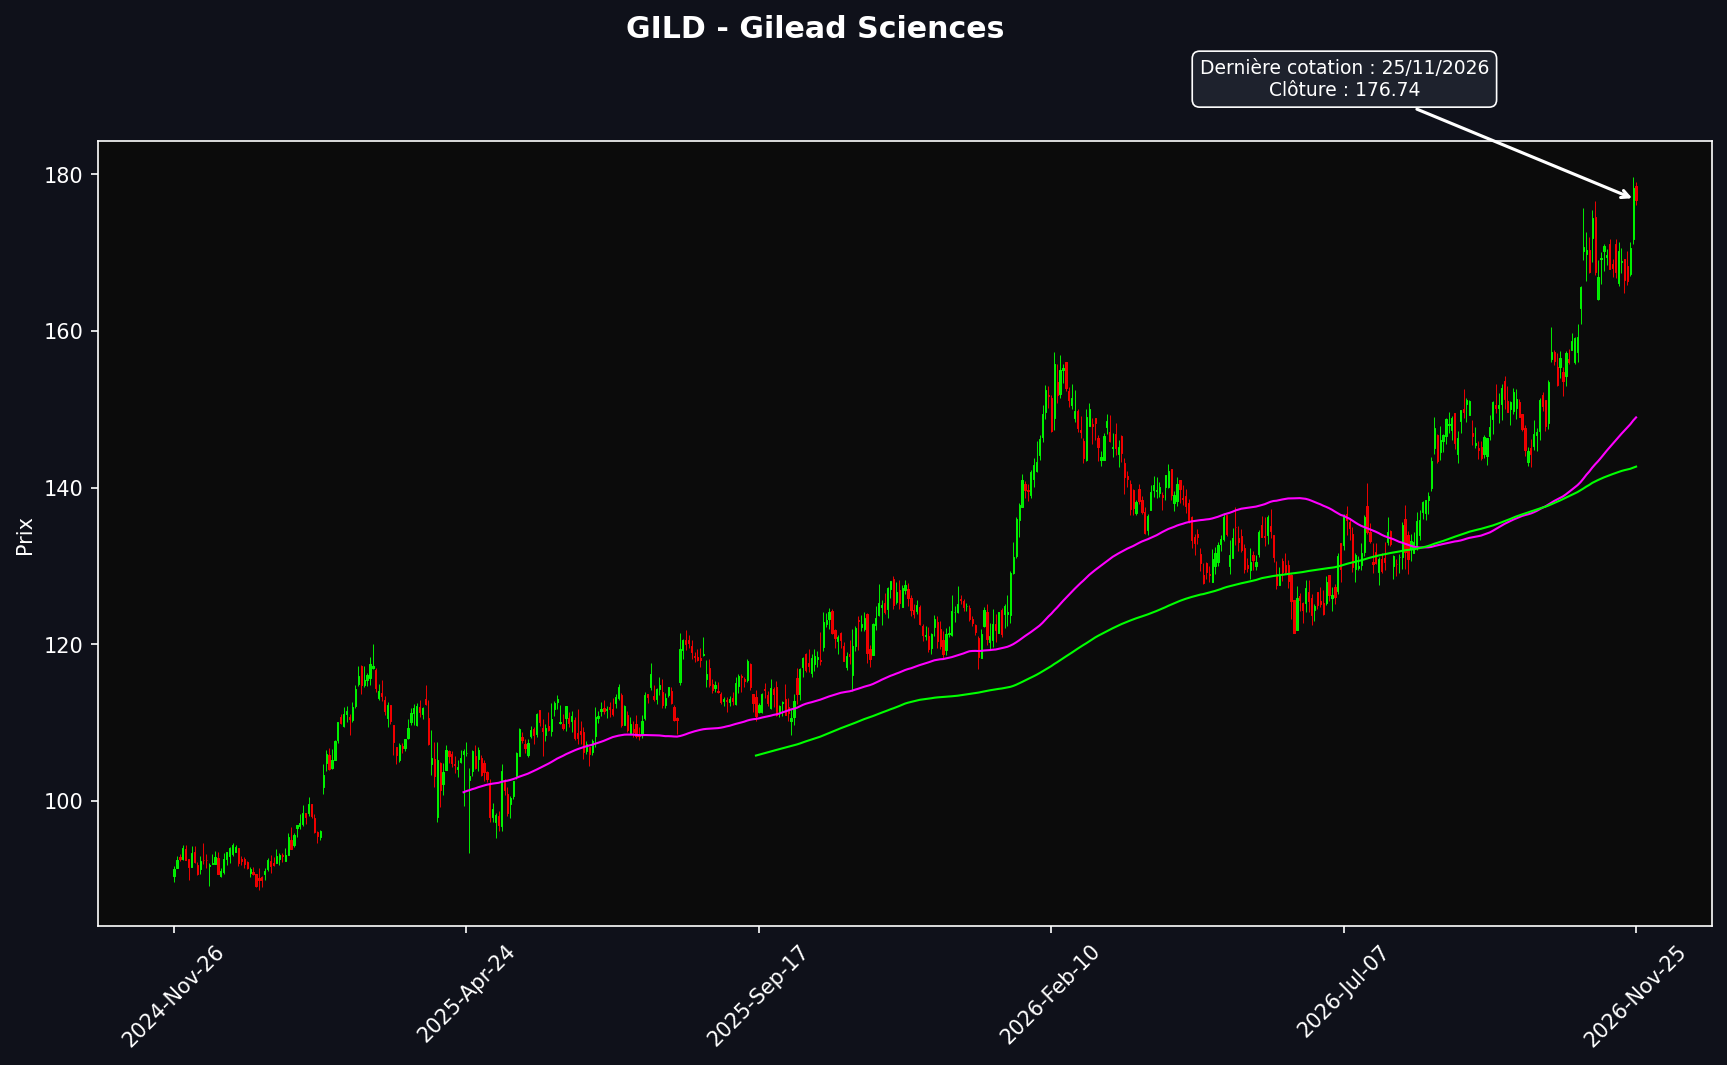 GILD - Gilead Sciences
Dernière cotation : 25/11/2026
Clôture : 176.74
Prix
180
160
140
120
100
2024-Nov-26
2025-Apr-24
2025-Sep-17
2026-Feb-10
2026-Jul-07
2026-Nov-25